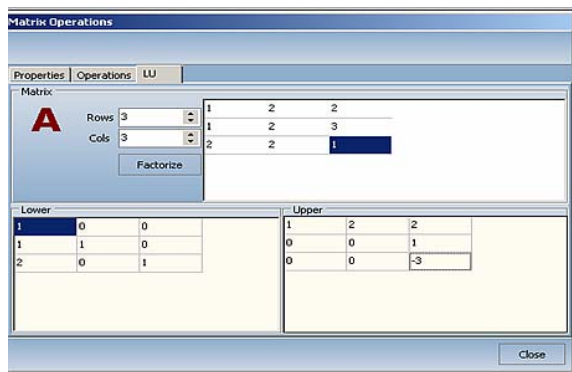 Matrix Operations
Properties Operations LU
Matrix
A
Rows 3
Cols 3
Factorize
1 2 2
1 2 3
2 2 1
Lower
1 0 0
1 1 0
2 0 1
Upper
1 2 2
0 0 1
0 0 -3
Close